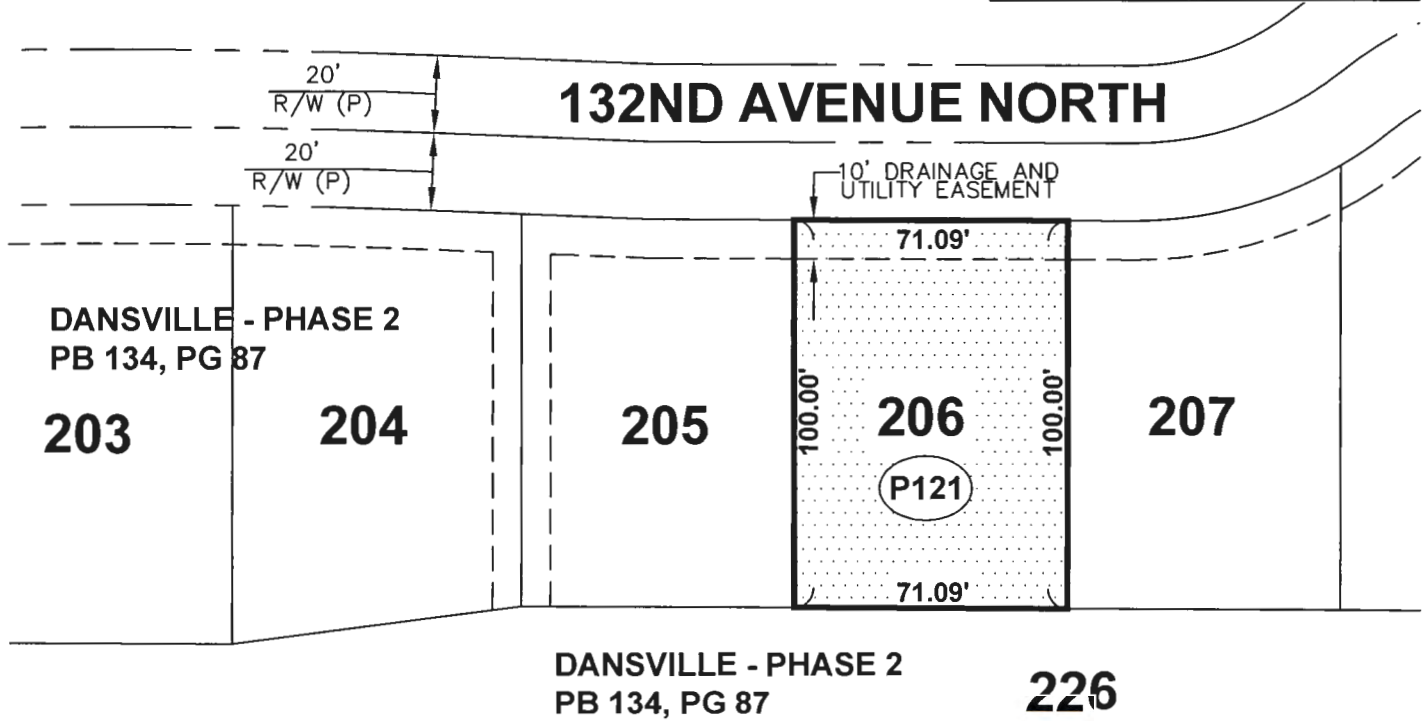 20'
R/W (P)
132ND AVENUE NORTH
20'
R/W (P)
10' DRAINAGE AND
UTILITY EASEMENT
71.09'
DANSVILLE - PHASE 2
PB 134, PG 87
203
204
205
100.00'
206
100.00'
207
P121
71.09'
DANSVILLE - PHASE 2
PB 134, PG 87
226